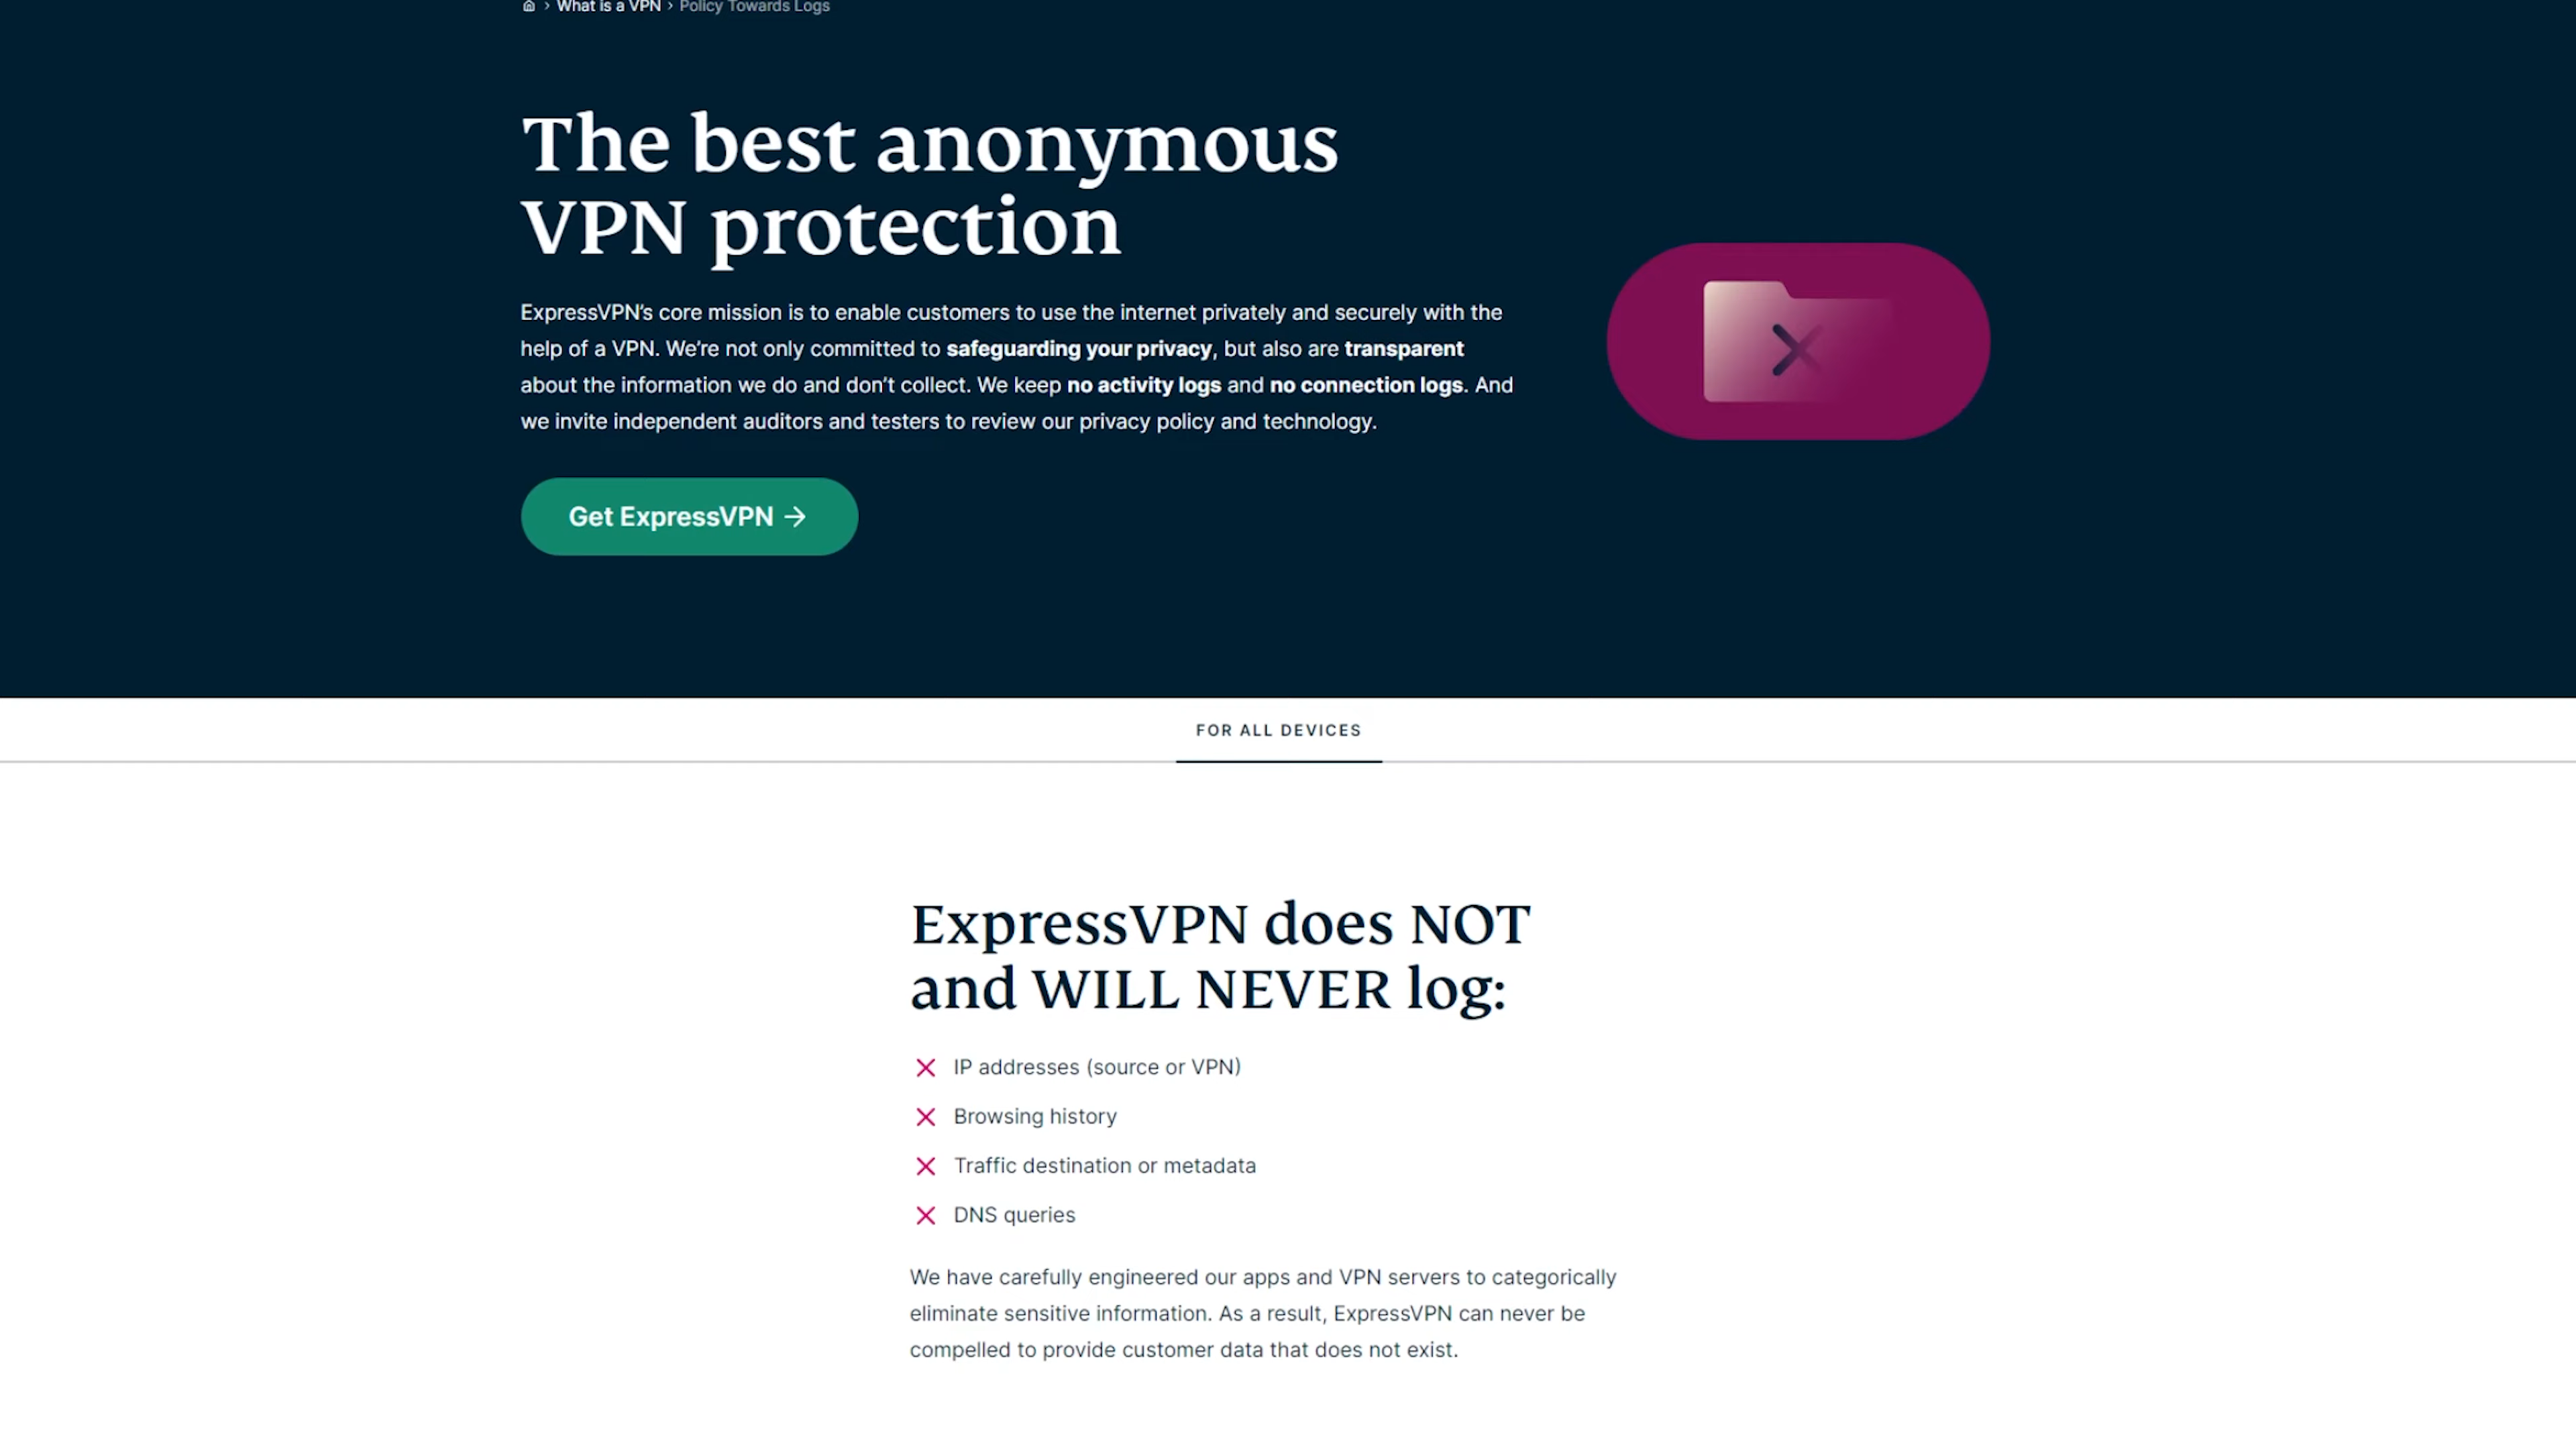 What is a VPN › Policy Towards Logs
The best anonymous
VPN protection
ExpressVPN’s core mission is to enable customers to use the internet privately and securely with the
help of a VPN. We’re not only committed to safeguarding your privacy, but also are transparent
about the information we do and don’t collect. We keep no activity logs and no connection logs. And
we invite independent auditors and testers to review our privacy policy and technology.
Get ExpressVPN →
FOR ALL DEVICES
ExpressVPN does NOT
and WILL NEVER log:
IP addresses (source or VPN)
Browsing history
Traffic destination or metadata
DNS queries
We have carefully engineered our apps and VPN servers to categorically
eliminate sensitive information. As a result, ExpressVPN can never be
compelled to provide customer data that does not exist.